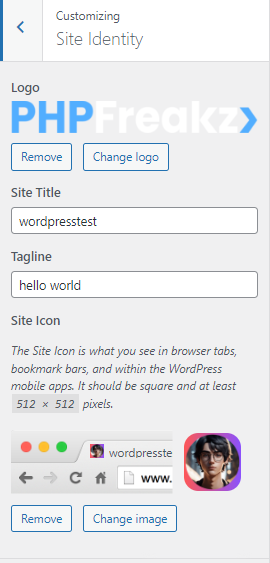 Customizing
Site Identity
Logo
PHPFreakz
Remove
Change logo
Site Title
wordpresstest
Tagline
hello world
Site Icon
The Site Icon is what you see in browser tabs,
bookmark bars, and within the WordPress
mobile apps. It should be square and at least
512 × 512 pixels.
wordpresste
www.
Remove
Change image